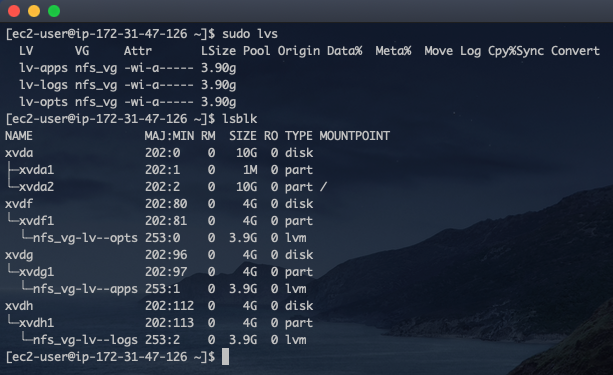 [ec2-user@ip-172-31-47-126 ~]$ sudo lvs
  LV      VG     Attr       LSize Pool Origin Data%  Meta%  Move Log Cpy%Sync Convert
  lv-apps nfs_vg -wi-a----- 3.90g
  lv-logs nfs_vg -wi-a----- 3.90g
  lv-opts nfs_vg -wi-a----- 3.90g
[ec2-user@ip-172-31-47-126 ~]$ lsblk
NAME                MAJ:MIN RM  SIZE RO TYPE MOUNTPOINT
xvda                202:0    0   10G  0 disk
├─xvda1             202:1    0    1M  0 part
└─xvda2             202:2    0   10G  0 part /
xvdf                202:80   0    4G  0 disk
└─xvdf1             202:81   0    4G  0 part
  └─nfs_vg-lv--opts 253:0    0  3.9G  0 lvm
xvdg                202:96   0    4G  0 disk
└─xvdg1             202:97   0    4G  0 part
  └─nfs_vg-lv--apps 253:1    0  3.9G  0 lvm
xvdh                202:112  0    4G  0 disk
└─xvdh1             202:113  0    4G  0 part
  └─nfs_vg-lv--logs 253:2    0  3.9G  0 lvm
[ec2-user@ip-172-31-47-126 ~]$